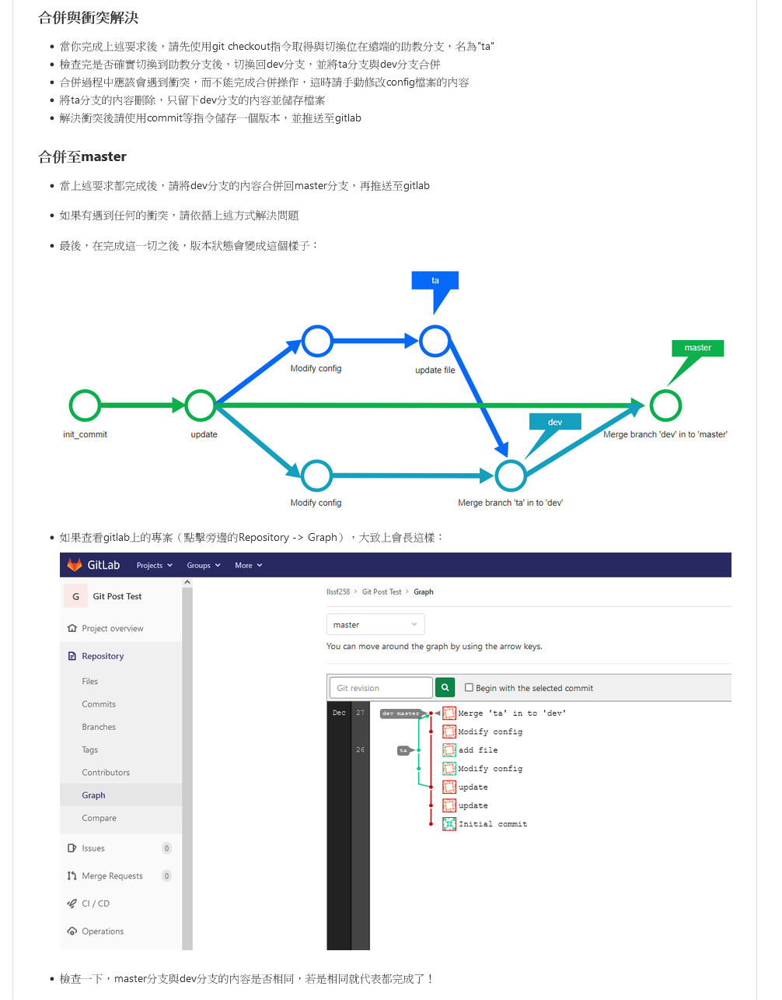 合併與衝突解決
當你完成上述要求後，請先使用git checkout指令取得與切換位在遠端的助教分支，名為"ta"
檢查完是否確實切換到助教分支後，切換回dev分支，並將ta分支與dev分支合併
合併過程中應該會遇到衝突，而不能完成合併操作，這時請手動修改config檔案的內容
將ta分支的內容刪除，只留下dev分支的內容並儲存檔案
解決衝突後請使用commit等指令儲存一個版本，並推送至gitlab
合併至master
當上述要求都完成後，請將dev分支的內容合併回master分支，再推送至gitlab
如果有遇到任何的衝突，請依循上述方式解決問題
最後，在完成這一切之後，版本狀態會變成這個樣子：
ta
Modify config
update file
master
init_commit
update
dev
Merge branch 'dev' in to 'master'
Modify config
Merge branch 'ta' in to 'dev'
如果查看gitlab上的專案（點擊旁邊的Repository -> Graph），大致上會長這樣：
GitLab Projects Groups More
G Git Post Test
Project overview
Repository
Files
Commits
Branches
Tags
Contributors
Graph
Compare
Issues 0
Merge Requests 0
CI / CD
Operations
llssf258 > Git Post Test > Graph
master
You can move around the graph by using the arrow keys.
Git revision Begin with the selected commit
Dec 27 dev master Merge 'ta' in to 'dev'
Modify config
26 ta add file
Modify config
update
update
Initial commit
檢查一下，master分支與dev分支的內容是否相同，若是相同就代表都完成了！